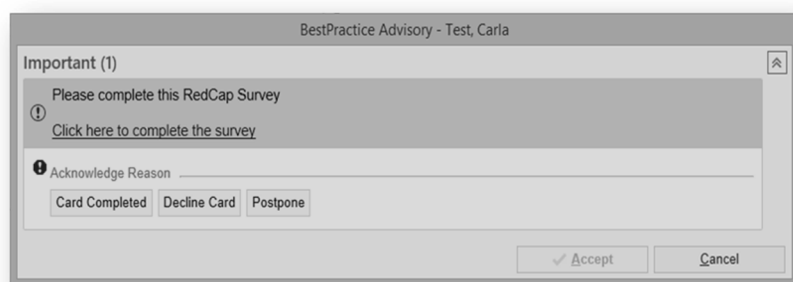 BestPractice Advisory - Test, Carla
Important (1)
Please complete this RedCap Survey
Click here to complete the survey
Acknowledge Reason
Card Completed Decline Card Postpone
Accept Cancel